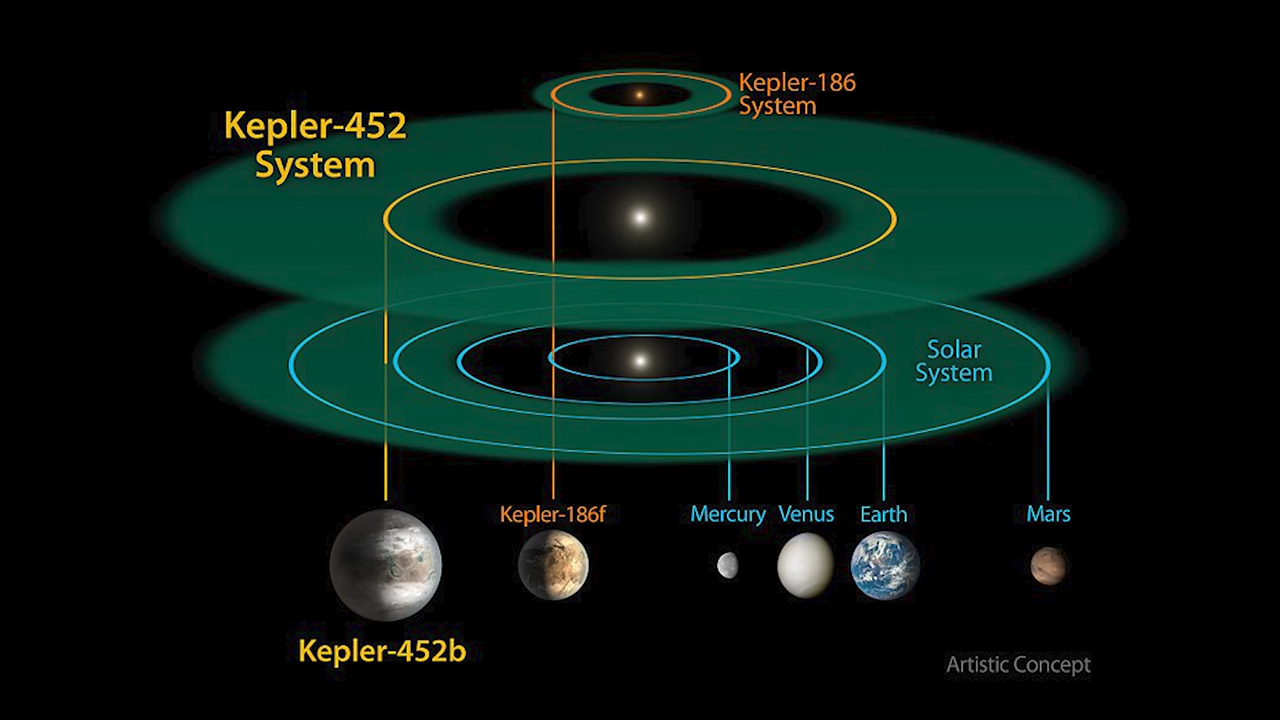 Kepler-186
System
Kepler-452
System
Solar
System
Kepler-186f
Mercury
Venus
Earth
Mars
Kepler-452b
Artistic Concept